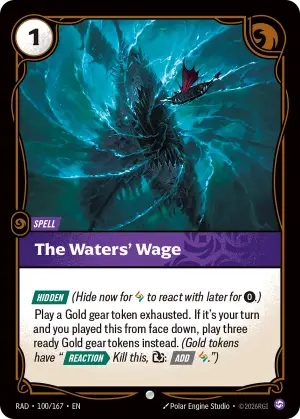 1
SPELL
The Waters' Wage
HIDDEN (Hide now for to react with later for 0.)
Play a Gold gear token exhausted. If it's your turn
and you played this from face down, play three
ready Gold gear tokens instead. (Gold tokens
have "REACTION Kill this, : ADD .")
RAD • 100/167 • EN
Polar Engine Studio • ©2026RGI